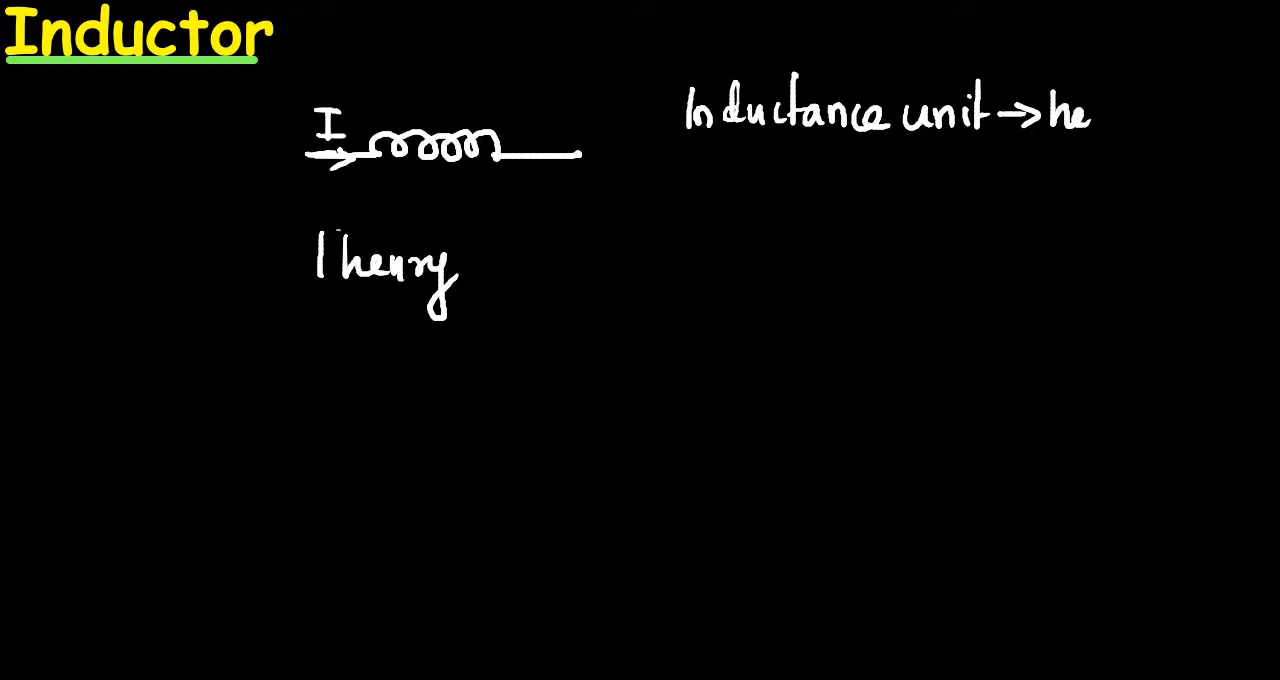 Inductor
I
Inductance unit → he
1 henry